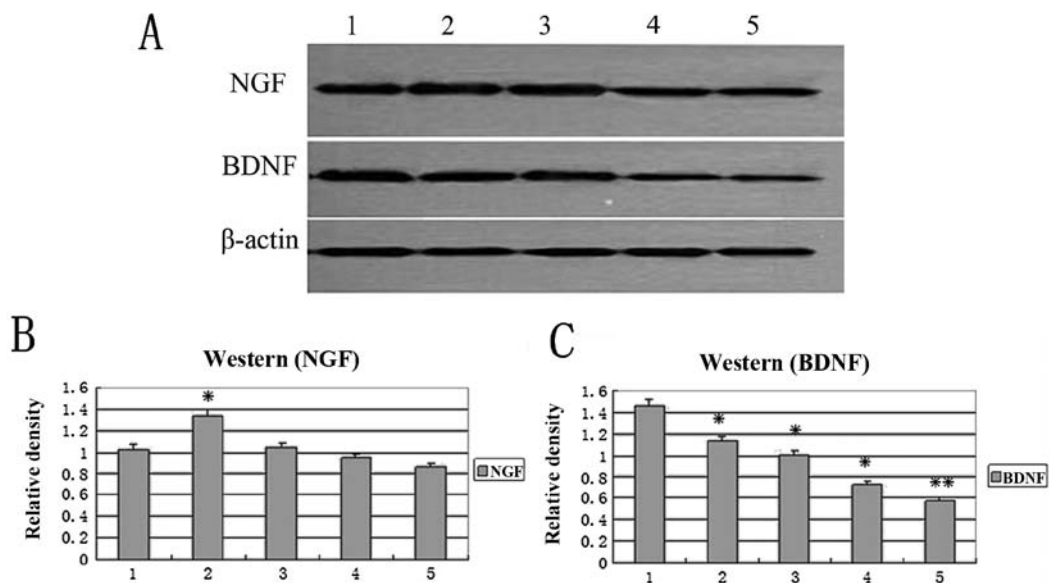 A
1 2 3 4 5
NGF
BDNF
β-actin
B
Western (NGF)
Relative density
1.6
1.4
1.2
1
0.8
0.6
0.4
0.2
0
*
1 2 3 4 5
NGF
C
Western (BDNF)
Relative density
1.6
1.4
1.2
1
0.8
0.6
0.4
0.2
0
*
*
*
**
1 2 3 4 5
BDNF